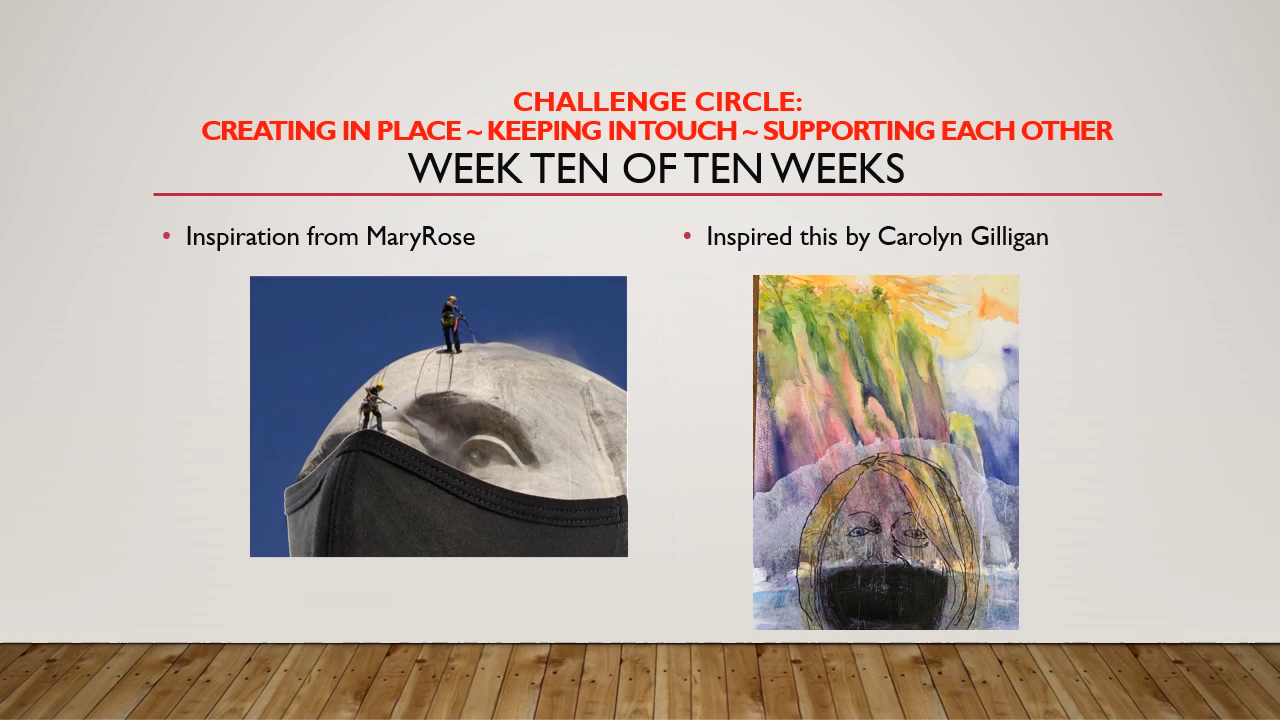 CHALLENGE CIRCLE:
CREATING IN PLACE ~ KEEPING IN TOUCH ~ SUPPORTING EACH OTHER
WEEK TEN OF TEN WEEKS
• Inspiration from MaryRose
• Inspired this by Carolyn Gilligan